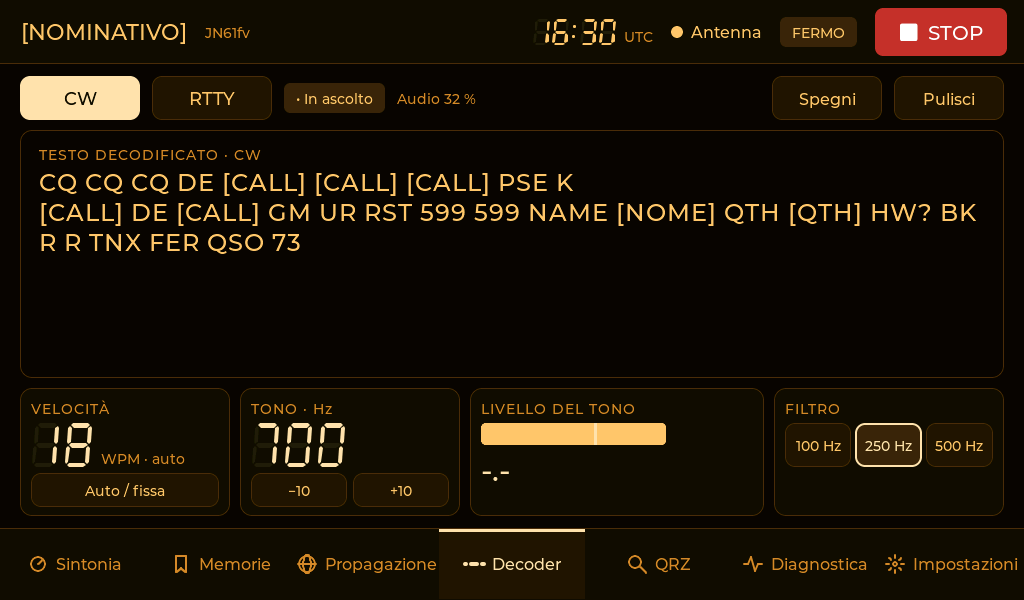 [NOMINATIVO] JN61fv 16:30 UTC Antenna FERMO STOP
CW RTTY • In ascolto Audio 32 % Spegni Pulisci
TESTO DECODIFICATO · CW
CQ CQ CQ DE [CALL] [CALL] [CALL] PSE K
[CALL] DE [CALL] GM UR RST 599 599 NAME [NOME] QTH [QTH] HW? BK
R R TNX FER QSO 73
VELOCITÀ
18 WPM · auto
Auto / fissa
TONO · Hz
700
−10 +10
LIVELLO DEL TONO
-.-
FILTRO
100 Hz 250 Hz 500 Hz
Sintonia Memorie Propagazione Decoder QRZ Diagnostica Impostazioni